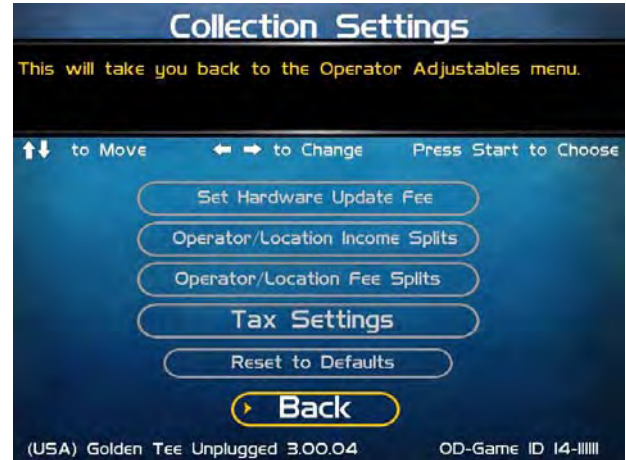 Collection Settings
This will take you back to the Operator Adjustables menu.
to Move to Change Press Start to Choose
Set Hardware Update Fee
Operator/Location Income Splits
Operator/Location Fee Splits
Tax Settings
Reset to Defaults
Back
(USA) Golden Tee Unplugged 3.00.04 OD-Game ID 14-111111